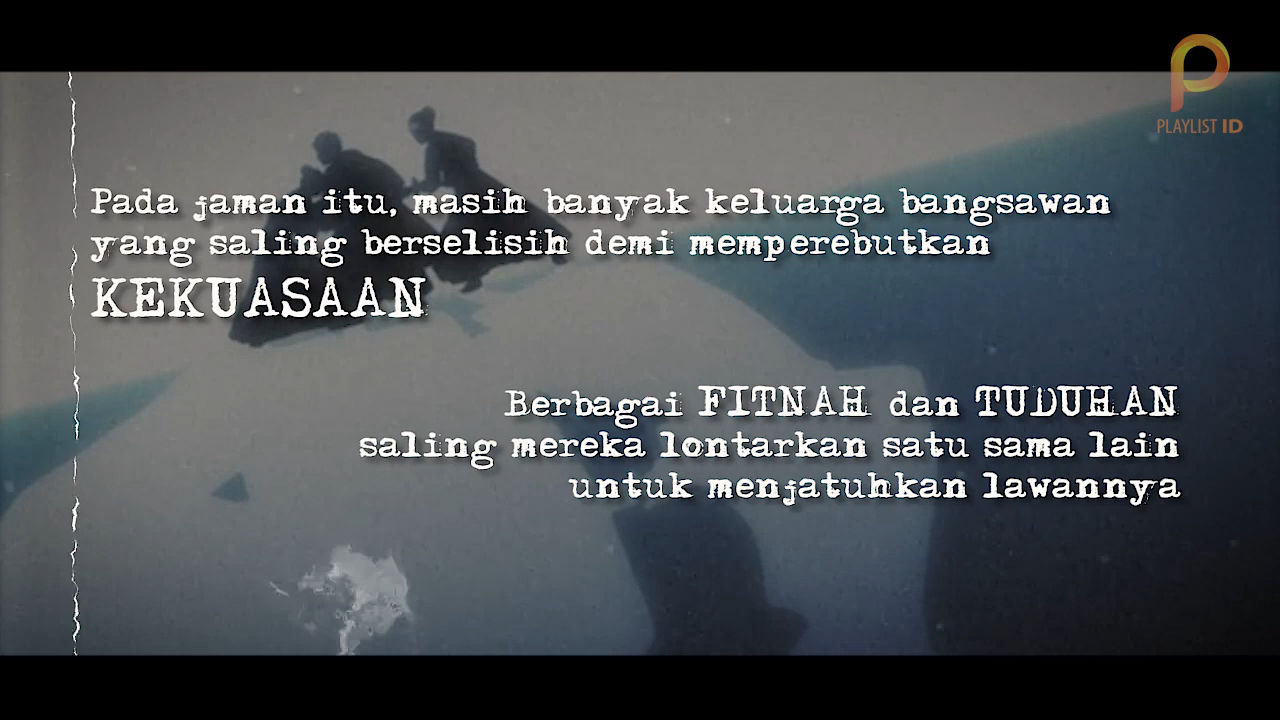 PLAYLIST ID
Pada jaman itu, masih banyak keluarga bangsawan
yang saling berselisih demi memperebutkan
KEKUASAAN
Berbagai FITNAH dan TUDUHAN
saling mereka lontarkan satu sama lain
untuk menjatuhkan lawannya